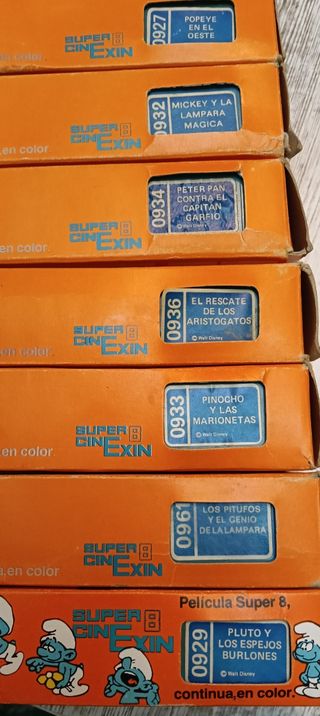 0927
POPEYE
EN EL
OESTE
SUPER 8
CINEXIN
en color.
0932
MICKEY Y LA
LAMPARA
MAGICA
SUPER 8
CINEXIN
,en color.
0934
PETER PAN
CONTRA EL
CAPITAN
GARFIO
© Walt Disney
SUPER 8
CINEXIN
en color.
0936
EL RESCATE
DE LOS
ARISTOGATOS
© Walt Disney
SUPER 8
CINEXIN
en color.
0933
PINOCHO
Y LAS
MARIONETAS
© Walt Disney
SUPER 8
CINEXIN
en color.
0961
LOS PITUFOS
Y EL GENIO
DE LA LAMPARA
SUPER 8
CINEXIN
a,en color.
Película Super 8,
SUPER 8
CINEXIN
0929
PLUTO Y
LOS ESPEJOS
BURLONES
© Walt Disney
continua,en color.